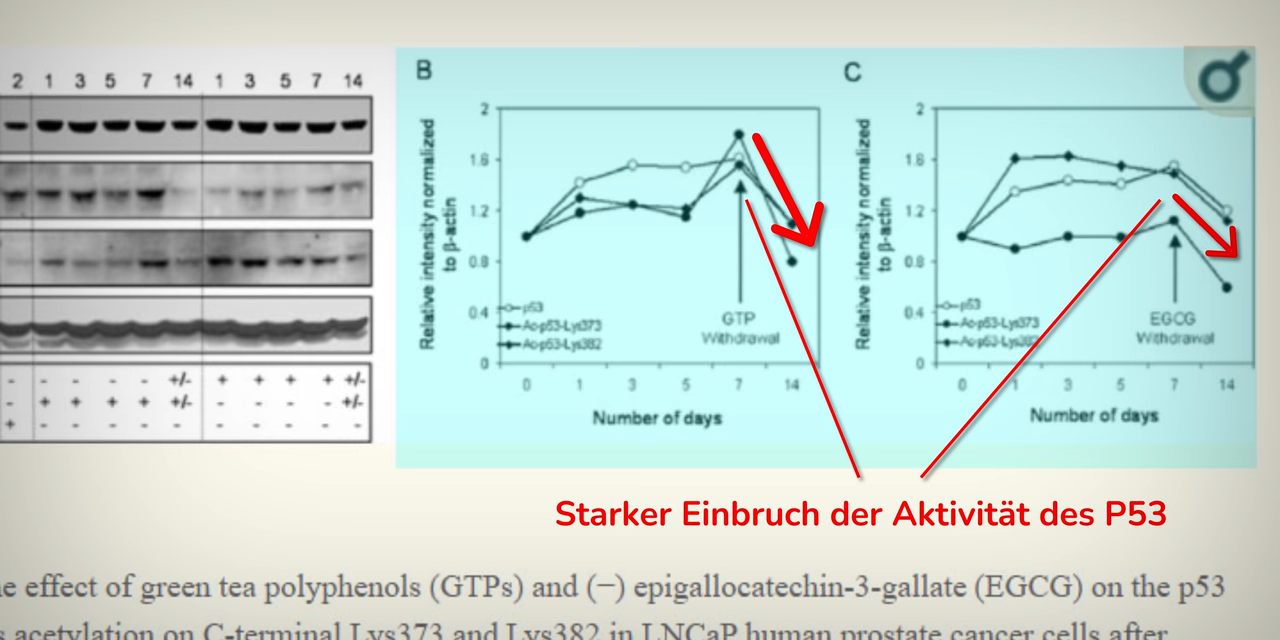 2 1 3 5 7 14 1 3 5 7 14
- - - - - +/- + + + + +/-
- + + + + +/- - - - - +/-
+ - - - - - - - - - -
B
Relative intensity normalized
to β-actin
2
1.6
1.2
0.8
0.4
0
p53
Ac-p53-Lys373
Ac-p53-Lys382
GTP
Withdrawal
0 1 3 5 7 14
Number of days
C
Relative intensity normalized
to β-actin
2
1.6
1.2
0.8
0.4
0
p53
Ac-p53-Lys373
Ac-p53-Lys382
EGCG
Withdrawal
0 1 3 5 7 14
Number of days
Starker Einbruch der Aktivität des P53
effect of green tea polyphenols (GTPs) and (−) epigallocatechin-3-gallate (EGCG) on the p53
acetylation on C-terminal Lys373 and Lys382 in LNCaP human prostate cancer cells after